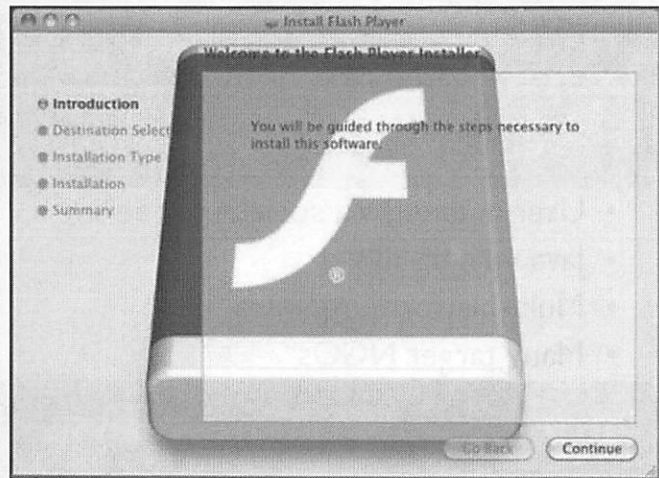 Install Flash Player
Welcome to the Flash Player Installer
Introduction
Destination Select
Installation Type
Installation
Summary
You will be guided through the steps necessary to
install this software.
®
Go Back
Continue